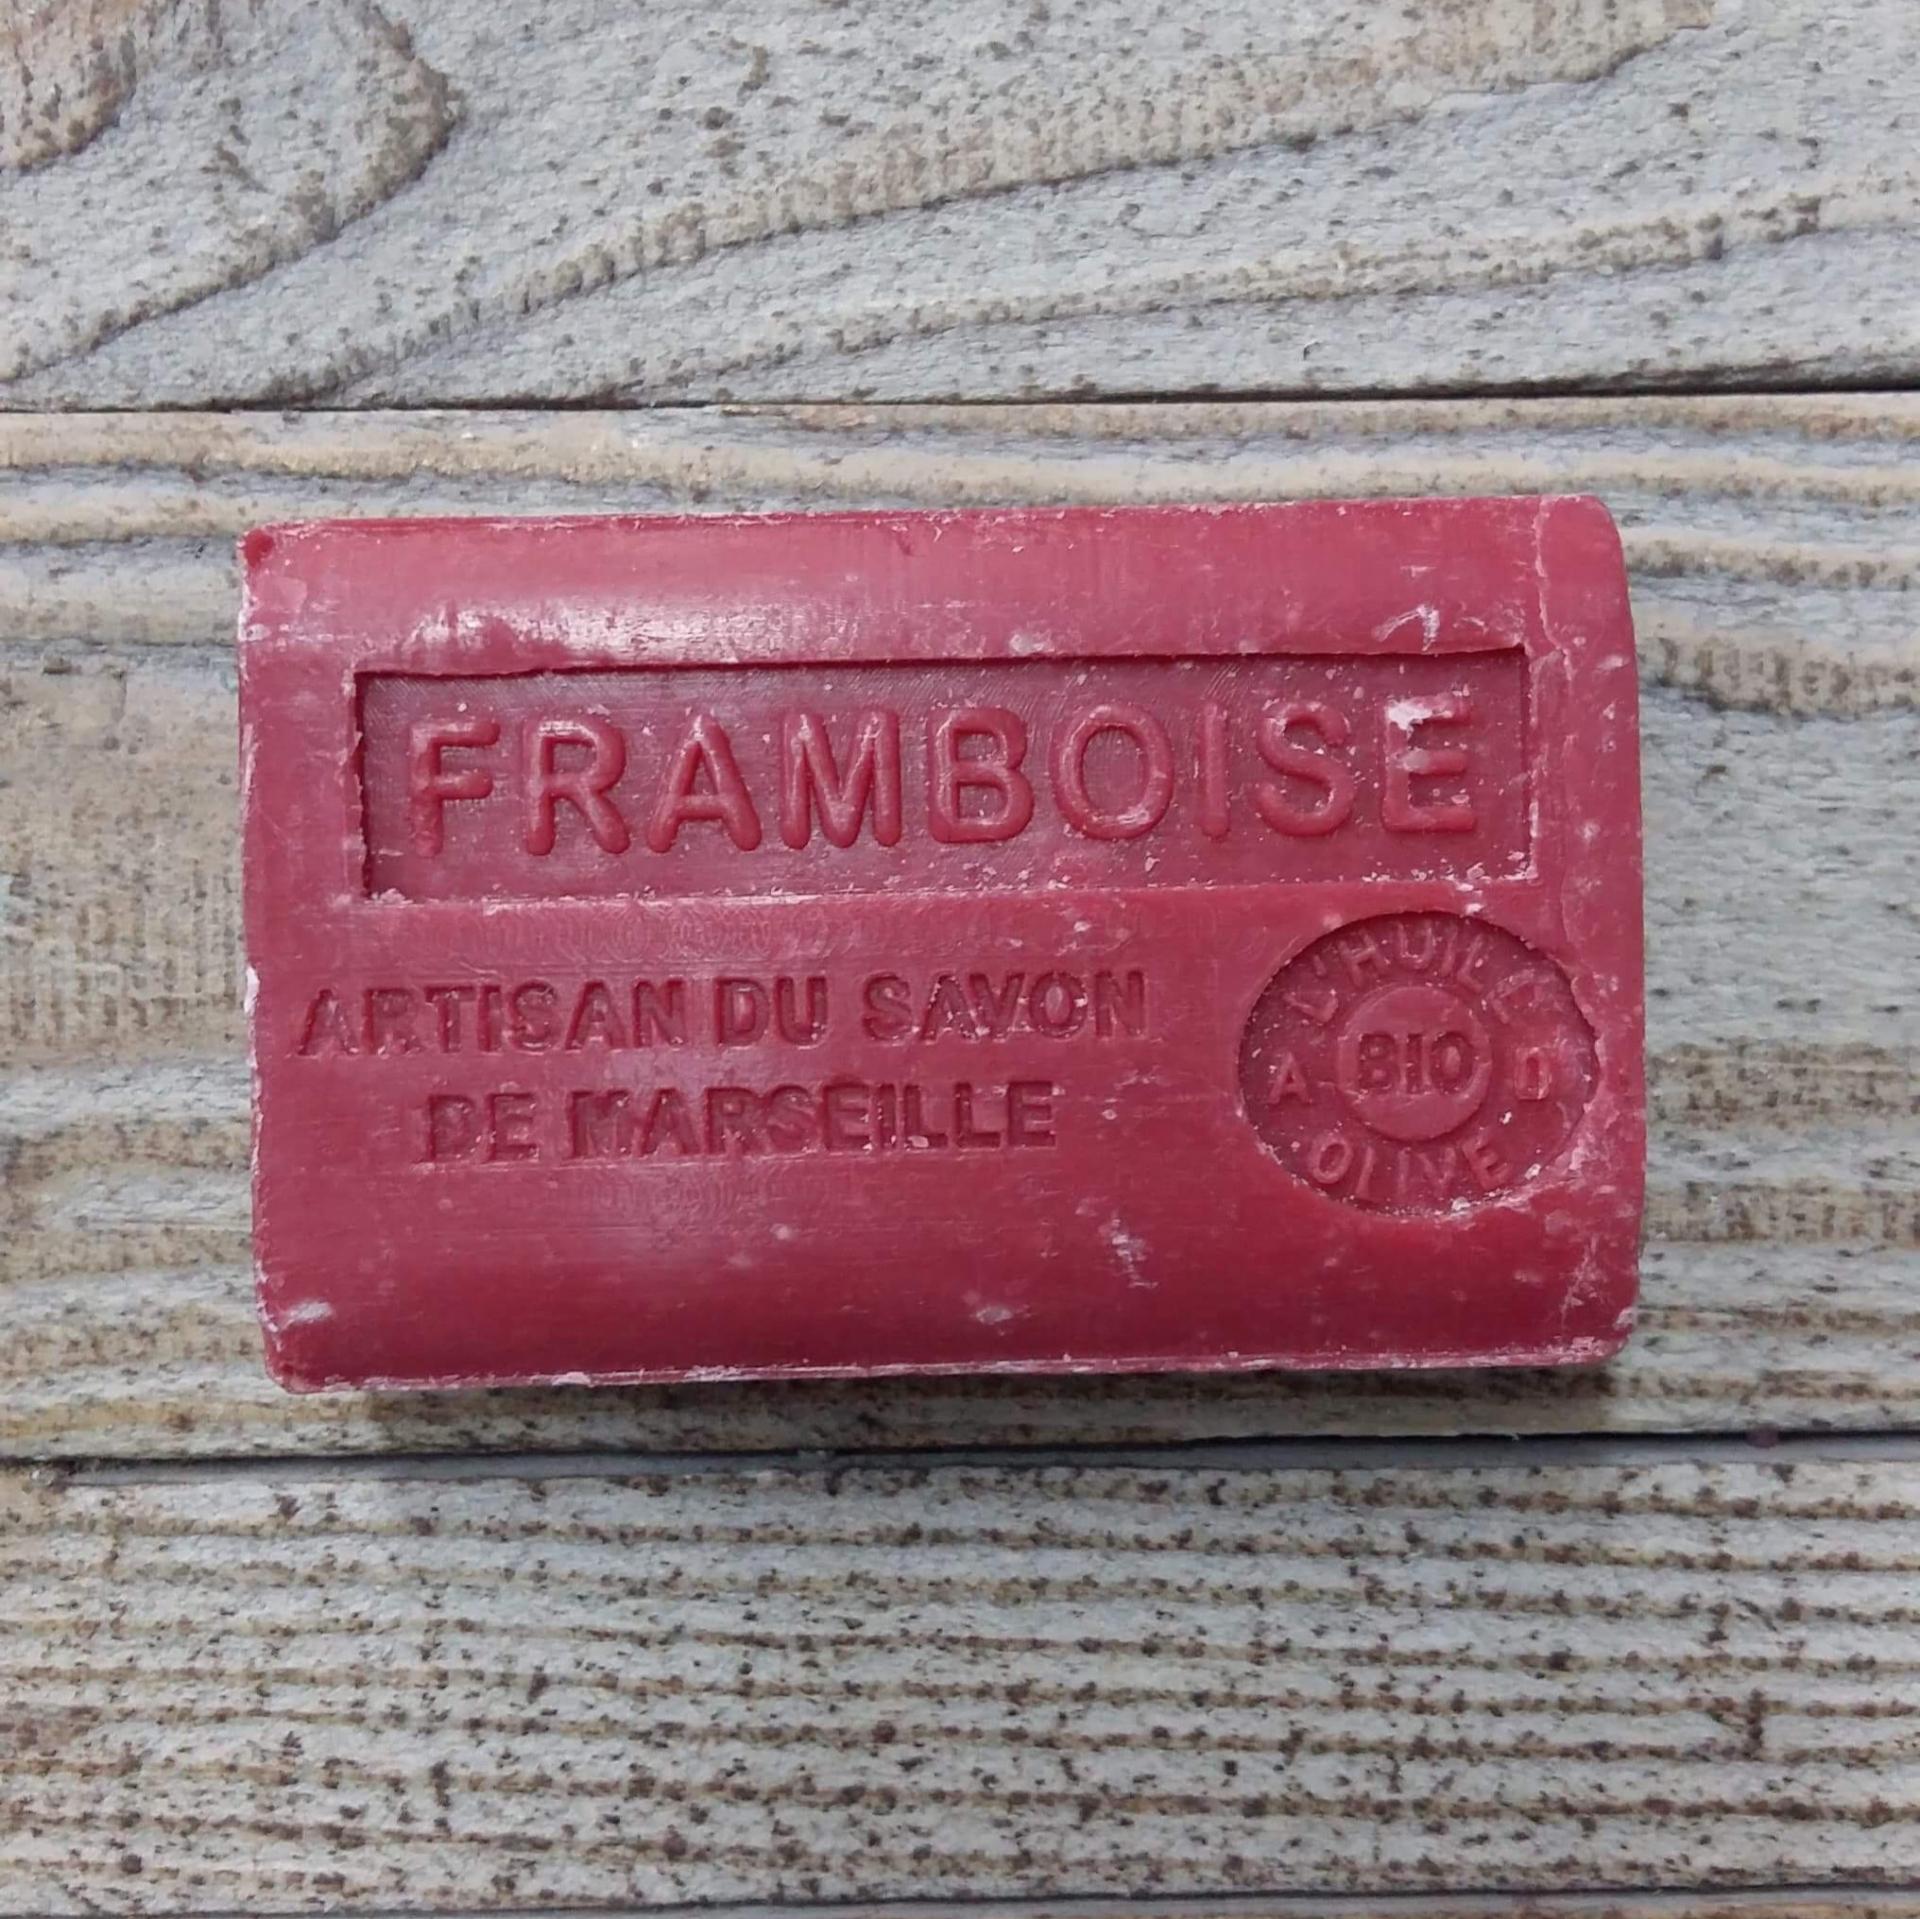 FRAMBOISE
ARTISAN DU SAVON
DE MARSEILLE
A L'HUILE D
BIO
OLIVE